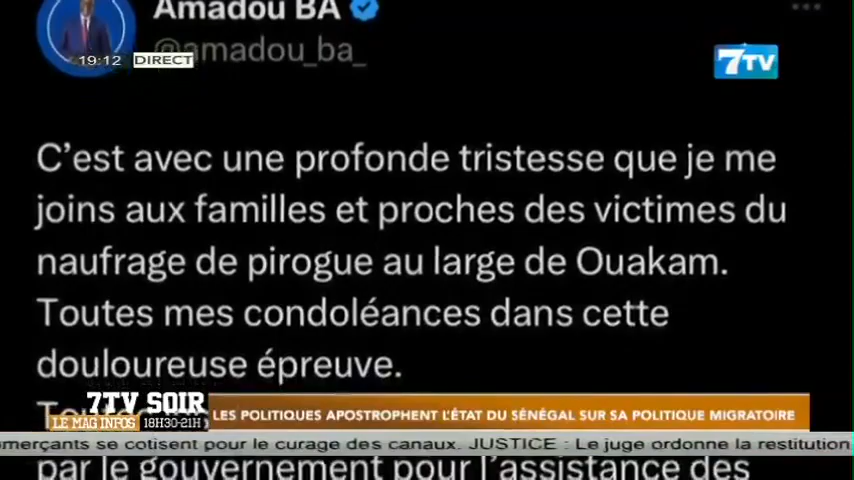 Amadou BA
@amadou_ba_
19:12 DIRECT
7TV
C'est avec une profonde tristesse que je me
joins aux familles et proches des victimes du
naufrage de pirogue au large de Ouakam.
Toutes mes condoléances dans cette
douloureuse épreuve.
7TV SOIR
LE MAG INFOS 18H30-21H
LES POLITIQUES APOSTROPHENT L'ÉTAT DU SÉNÉGAL SUR SA POLITIQUE MIGRATOIRE
omerçants se cotisent pour le curage des canaux. JUSTICE : Le juge ordonne la restitution
par le gouvernement pour l'assistance des